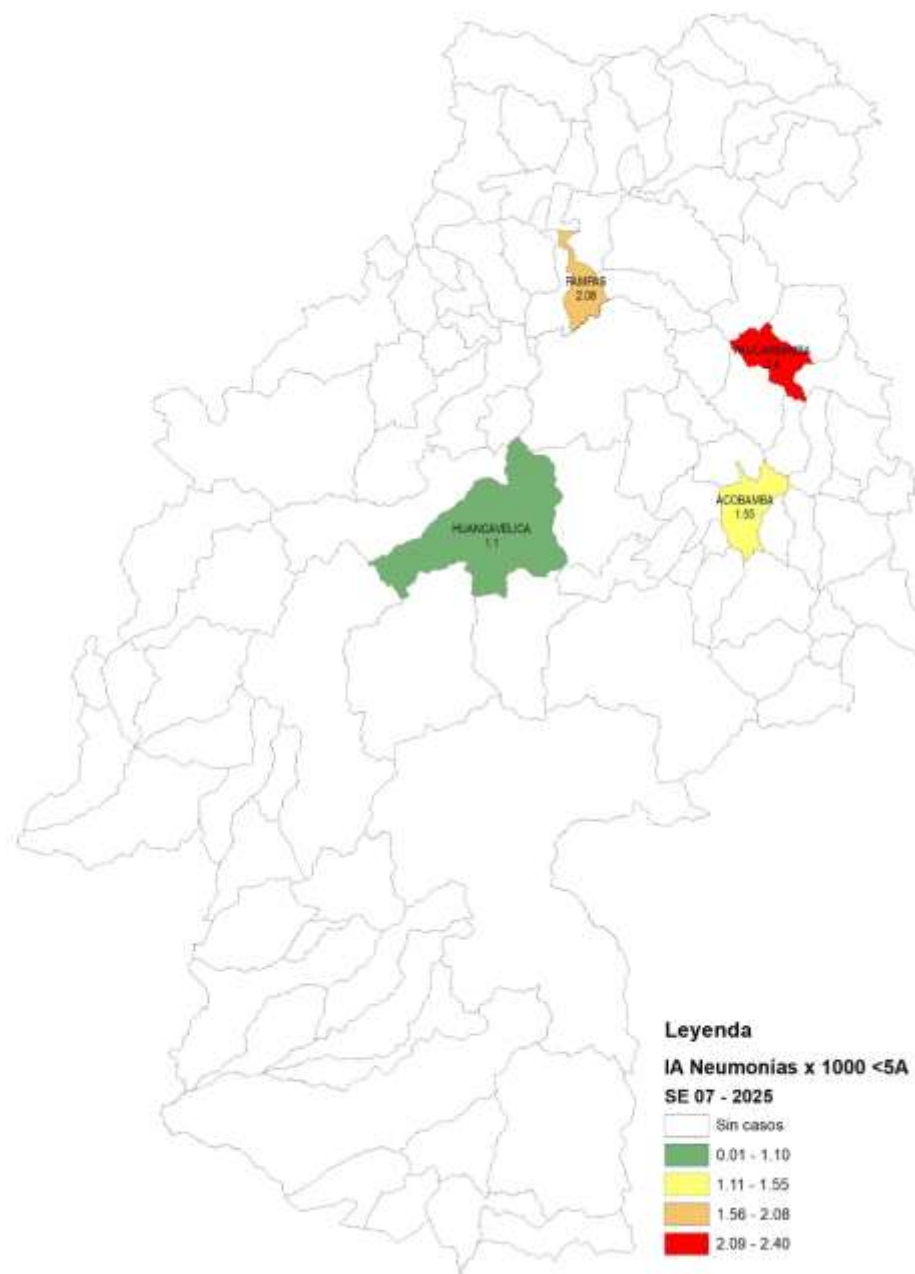 PAMPAS
2.08
HUANCAVELICA
1.1
ACOBAMBA
1.55
Leyenda
IA Neumonías x 1000 <5A
SE 07 - 2025
Sin casos
0.01 - 1.10
1.11 - 1.55
1.56 - 2.08
2.09 - 2.40